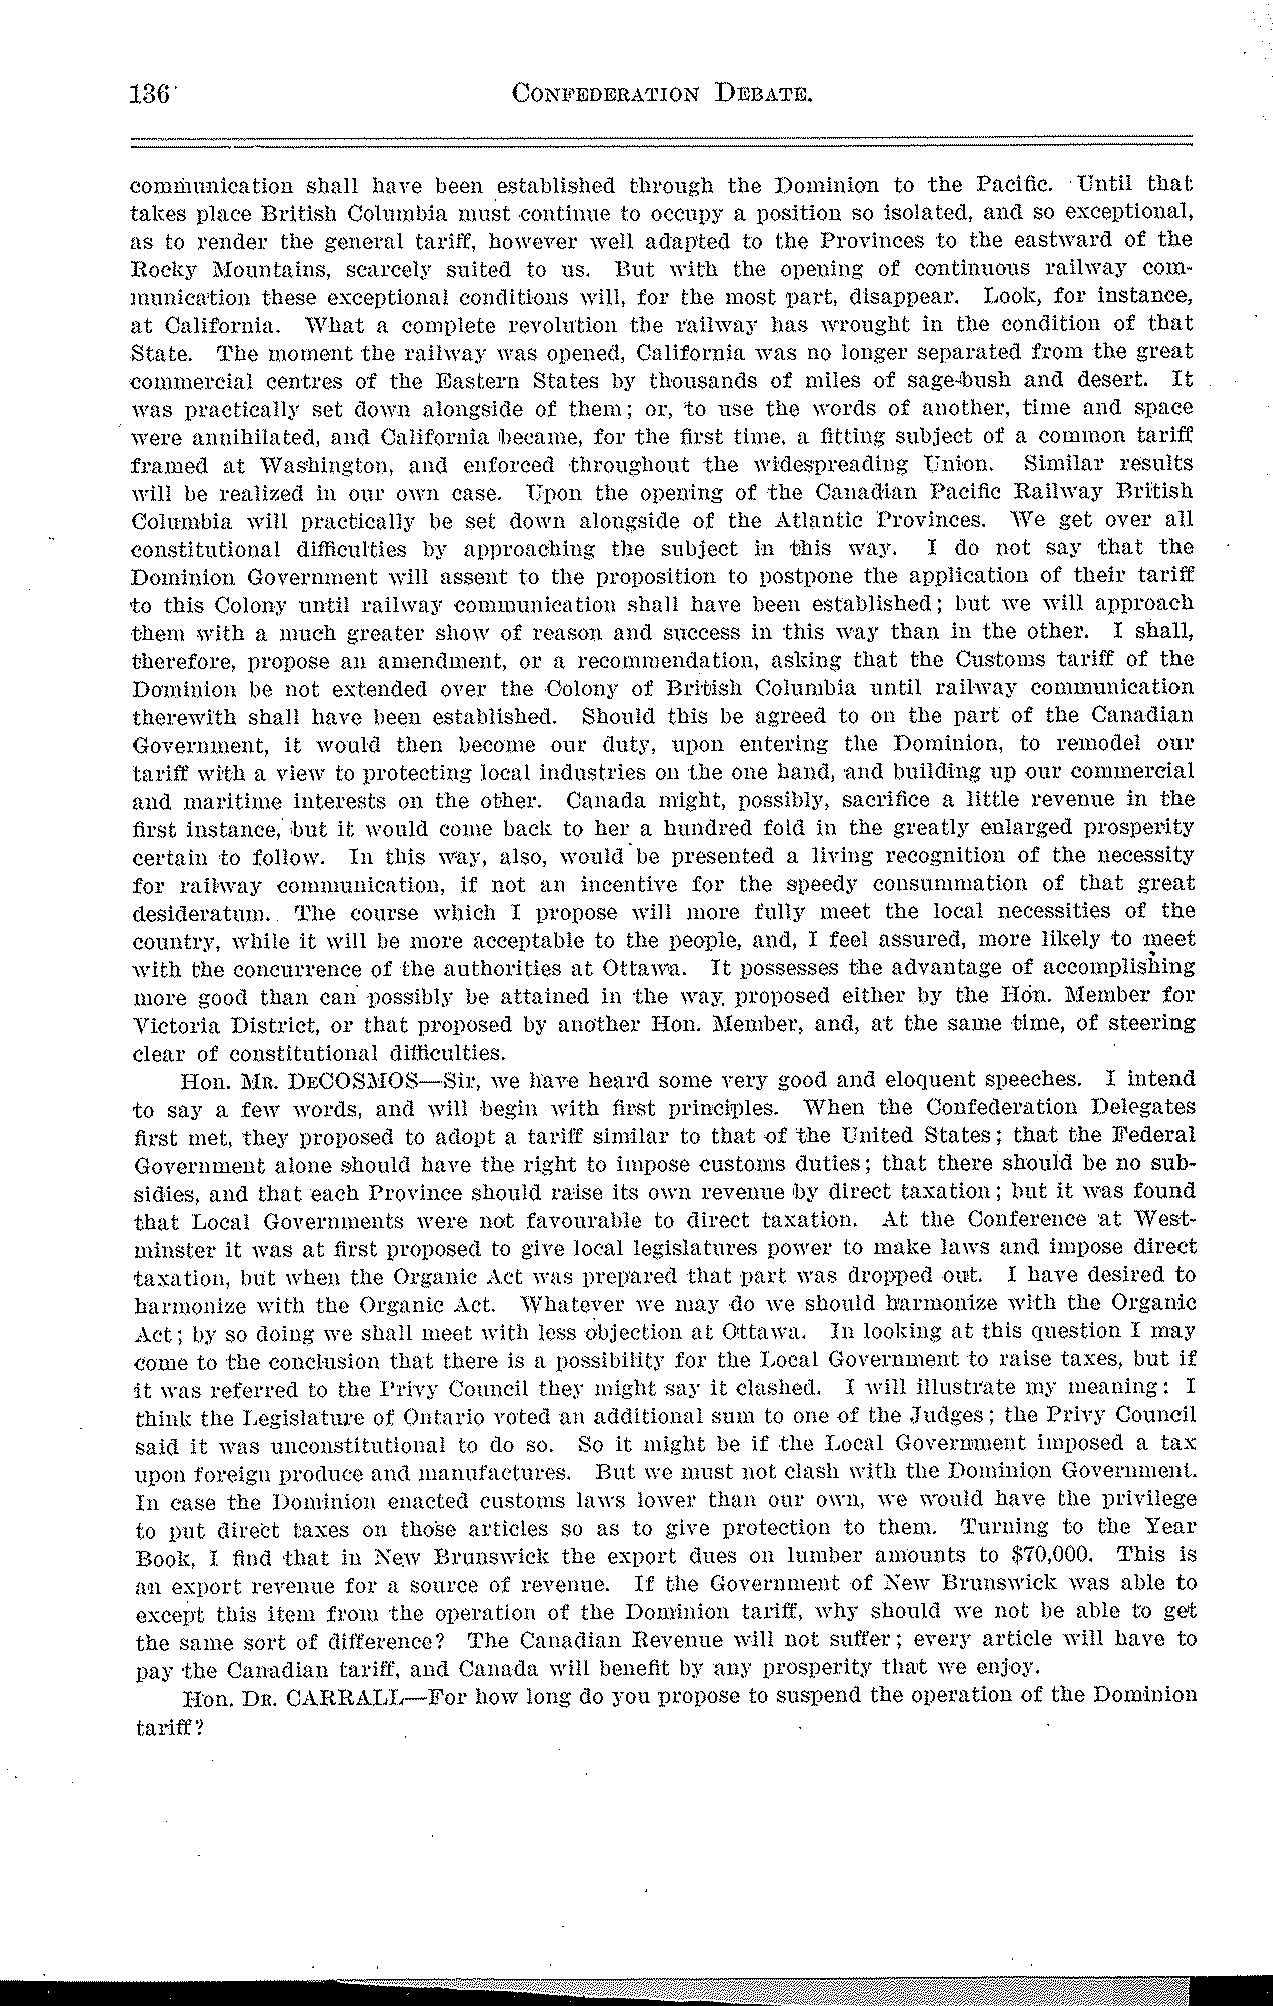 136 CONFEDERATION DEBATE.
communication shall have been established through the Dominion to the Pacific. Until that
takes place British Columbia must continue to occupy a position so isolated, and so exceptional,
as to render the general tariff, however well adapted to the Provinces to the eastward of the
Rocky Mountains, scarcely suited to us. But with the opening of continuous railway com-
munication these exceptional conditions will, for the most part, disappear. Look, for instance,
at California. What a complete revolution the railway has wrought in the condition of that
State. The moment the railway was opened, California was no longer separated from the great
commercial centres of the Eastern States by thousands of miles of sage-bush and desert. It
was practically set down alongside of them; or, to use the words of another, time and space
were annihilated, and California became, for the first time, a fitting subject of a common tariff
framed at Washington, and enforced throughout the widespreading Union. Similar results
will be realized in our own case. Upon the opening of the Canadian Pacific Railway British
Columbia will practically be set down alongside of the Atlantic Provinces. We get over all
constitutional difficulties by approaching the subject in this way. I do not say that the
Dominion Government will assent to the proposition to postpone the application of their tariff
to this Colony until railway communication shall have been established; but we will approach
them with a much greater show of reason and success in this way than in the other. I shall,
therefore, propose an amendment, or a recommendation, asking that the Customs tariff of the
Dominion be not extended over the Colony of British Columbia until railway communication
therewith shall have been established. Should this be agreed to on the part of the Canadian
Government, it would then become our duty, upon entering the Dominion, to remodel our
tariff with a view to protecting local industries on the one hand, and building up our commercial
and maritime interests on the other. Canada might, possibly, sacrifice a little revenue in the
first instance, but it would come back to her a hundred fold in the greatly enlarged prosperity
certain to follow. In this way, also, would be presented a living recognition of the necessity
for railway communication, if not an incentive for the speedy consummation of that great
desideratum. The course which I propose will more fully meet the local necessities of the
country, while it will be more acceptable to the people, and, I feel assured, more likely to meet
with the concurrence of the authorities at Ottawa. It possesses the advantage of accomplishing
more good than can possibly be attained in the way proposed either by the Hon. Member for
Victoria District, or that proposed by another Hon. Member, and, at the same time, of steering
clear of constitutional difficulties.
Hon. MR. DECOSMOS—Sir, we have heard some very good and eloquent speeches. I intend
to say a few words, and will begin with first principles. When the Confederation Delegates
first met, they proposed to adopt a tariff similar to that of the United States; that the Federal
Government alone should have the right to impose customs duties; that there should be no sub-
sidies, and that each Province should raise its own revenue by direct taxation; but it was found
that Local Governments were not favourable to direct taxation. At the Conference at West-
minster it was at first proposed to give local legislatures power to make laws and impose direct
taxation, but when the Organic Act was prepared that part was dropped out. I have desired to
harmonize with the Organic Act. Whatever we may do we should harmonize with the Organic
Act; by so doing we shall meet with less objection at Ottawa. In looking at this question I may
come to the conclusion that there is a possibility for the Local Government to raise taxes, but if
it was referred to the Privy Council they might say it clashed. I will illustrate my meaning: I
think the Legislature of Ontario voted an additional sum to one of the Judges; the Privy Council
said it was unconstitutional to do so. So it might be if the Local Government imposed a tax
upon foreign produce and manufactures. But we must not clash with the Dominion Government.
In case the Dominion enacted customs laws lower than our own, we would have the privilege
to put direct taxes on those articles so as to give protection to them. Turning to the Year
Book, I find that in New Brunswick the export dues on lumber amounts to $70,000. This is
an export revenue for a source of revenue. If the Government of New Brunswick was able to
except this item from the operation of the Dominion tariff, why should we not be able to get
the same sort of difference? The Canadian Revenue will not suffer; every article will have to
pay the Canadian tariff, and Canada will benefit by any prosperity that we enjoy.
Hon. DR. CARRALL—For how long do you propose to suspend the operation of the Dominion
tariff?